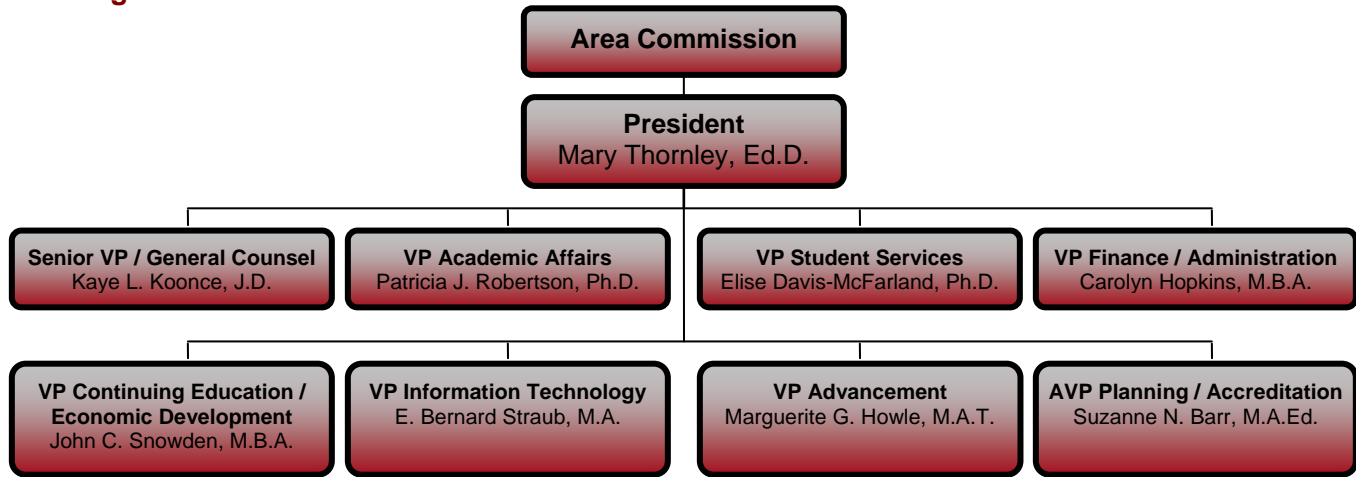 Area Commission
President
Mary Thornley, Ed.D.
Senior VP / General Counsel
Kaye L. Koonce, J.D.
VP Academic Affairs
Patricia J. Robertson, Ph.D.
VP Student Services
Elise Davis-McFarland, Ph.D.
VP Finance / Administration
Carolyn Hopkins, M.B.A.
VP Continuing Education /
Economic Development
John C. Snowden, M.B.A.
VP Information Technology
E. Bernard Straub, M.A.
VP Advancement
Marguerite G. Howle, M.A.T.
AVP Planning / Accreditation
Suzanne N. Barr, M.A.Ed.